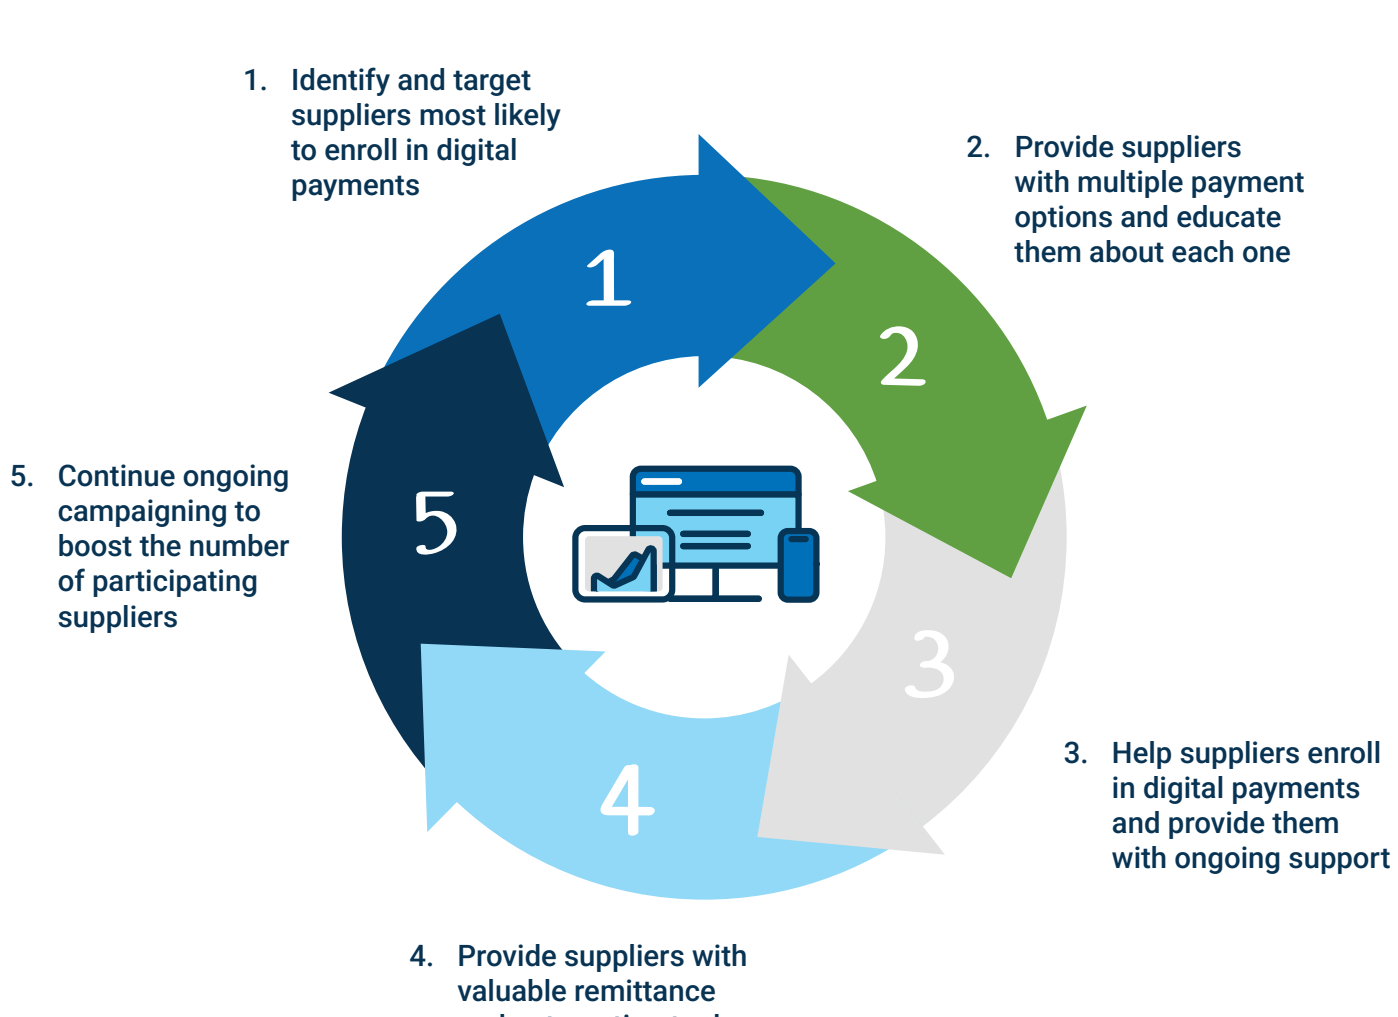 1. Identify and target
suppliers most likely
to enroll in digital
payments
2. Provide suppliers
with multiple payment
options and educate
them about each one
1
2
5. Continue ongoing
campaigning to
boost the number
of participating
suppliers
5
3
3. Help suppliers enroll
in digital payments
and provide them
with ongoing support
4
4. Provide suppliers with
valuable remittance